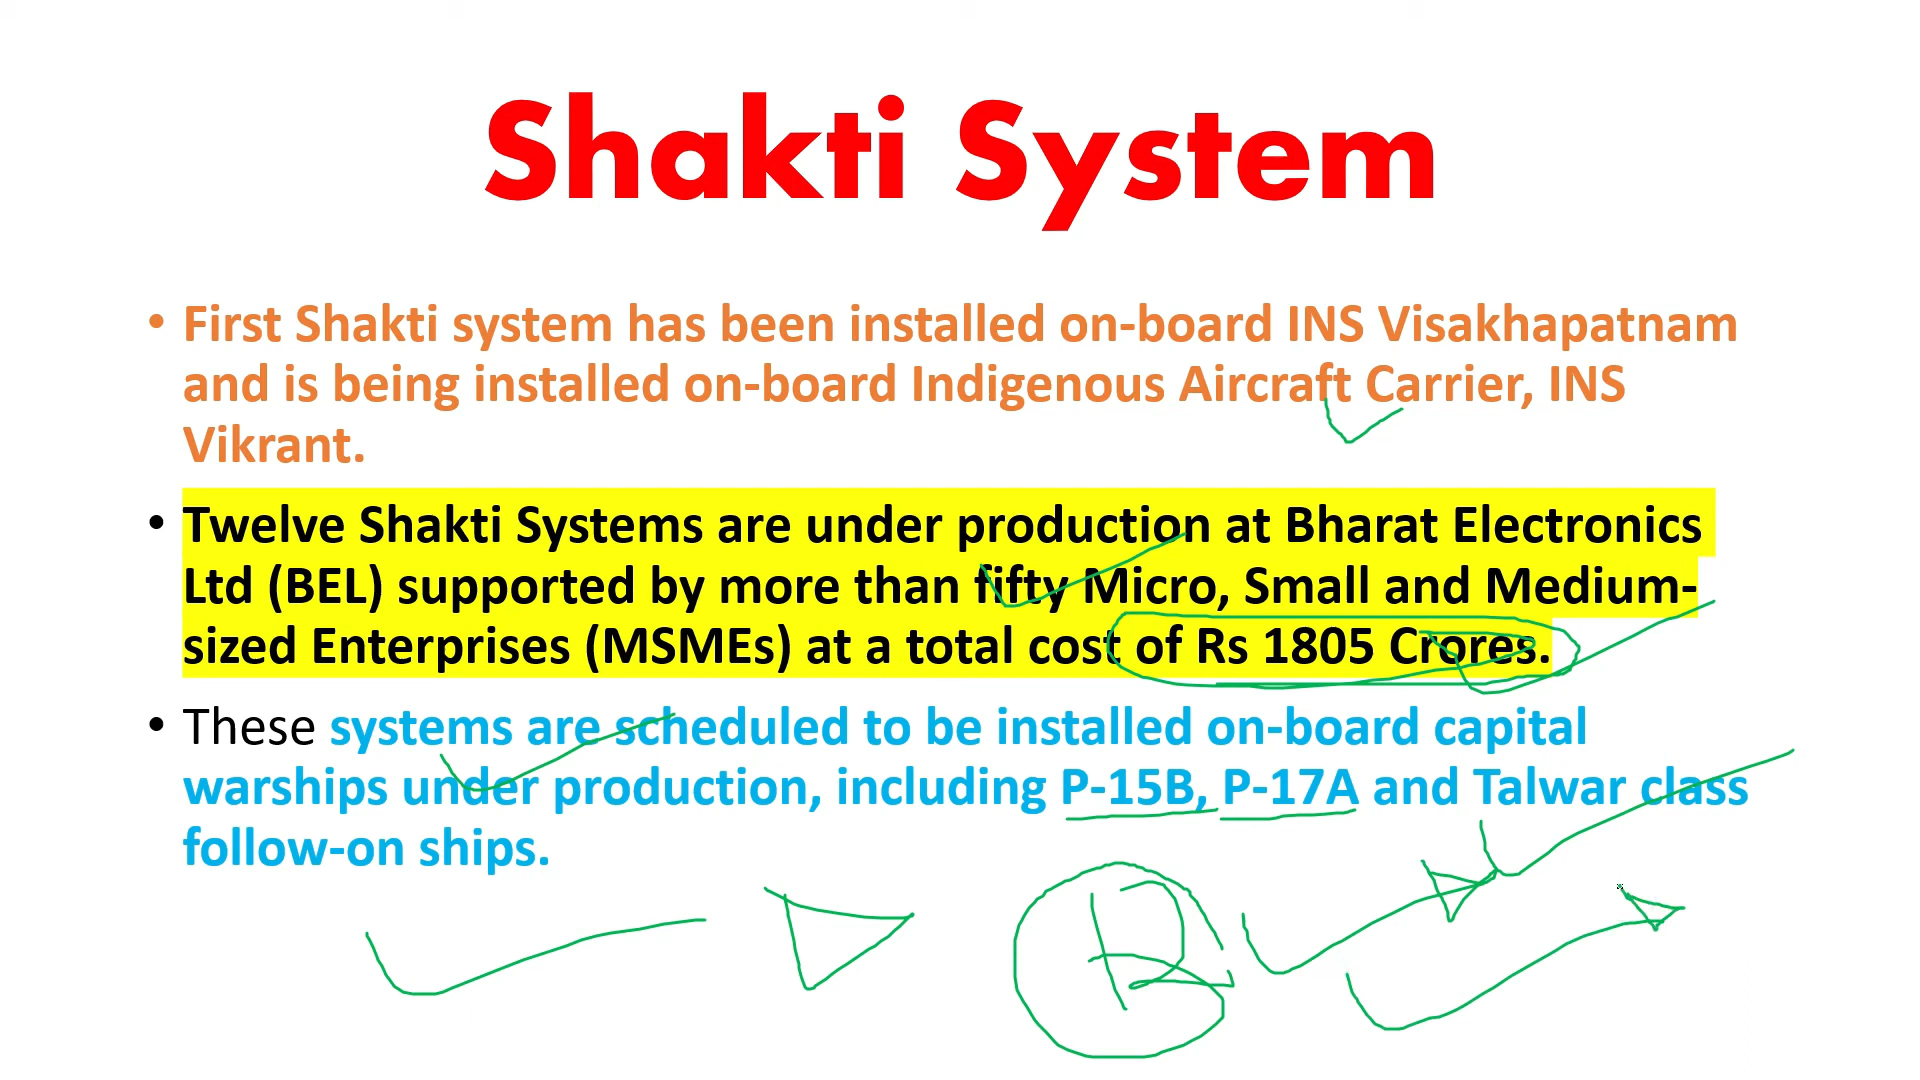 Shakti System
• First Shakti system has been installed on-board INS Visakhapatnam
and is being installed on-board Indigenous Aircraft Carrier, INS
Vikrant.
• Twelve Shakti Systems are under production at Bharat Electronics
Ltd (BEL) supported by more than fifty Micro, Small and Medium-
sized Enterprises (MSMEs) at a total cost of Rs 1805 Crores.
• These systems are scheduled to be installed on-board capital
warships under production, including P-15B, P-17A and Talwar class
follow-on ships.